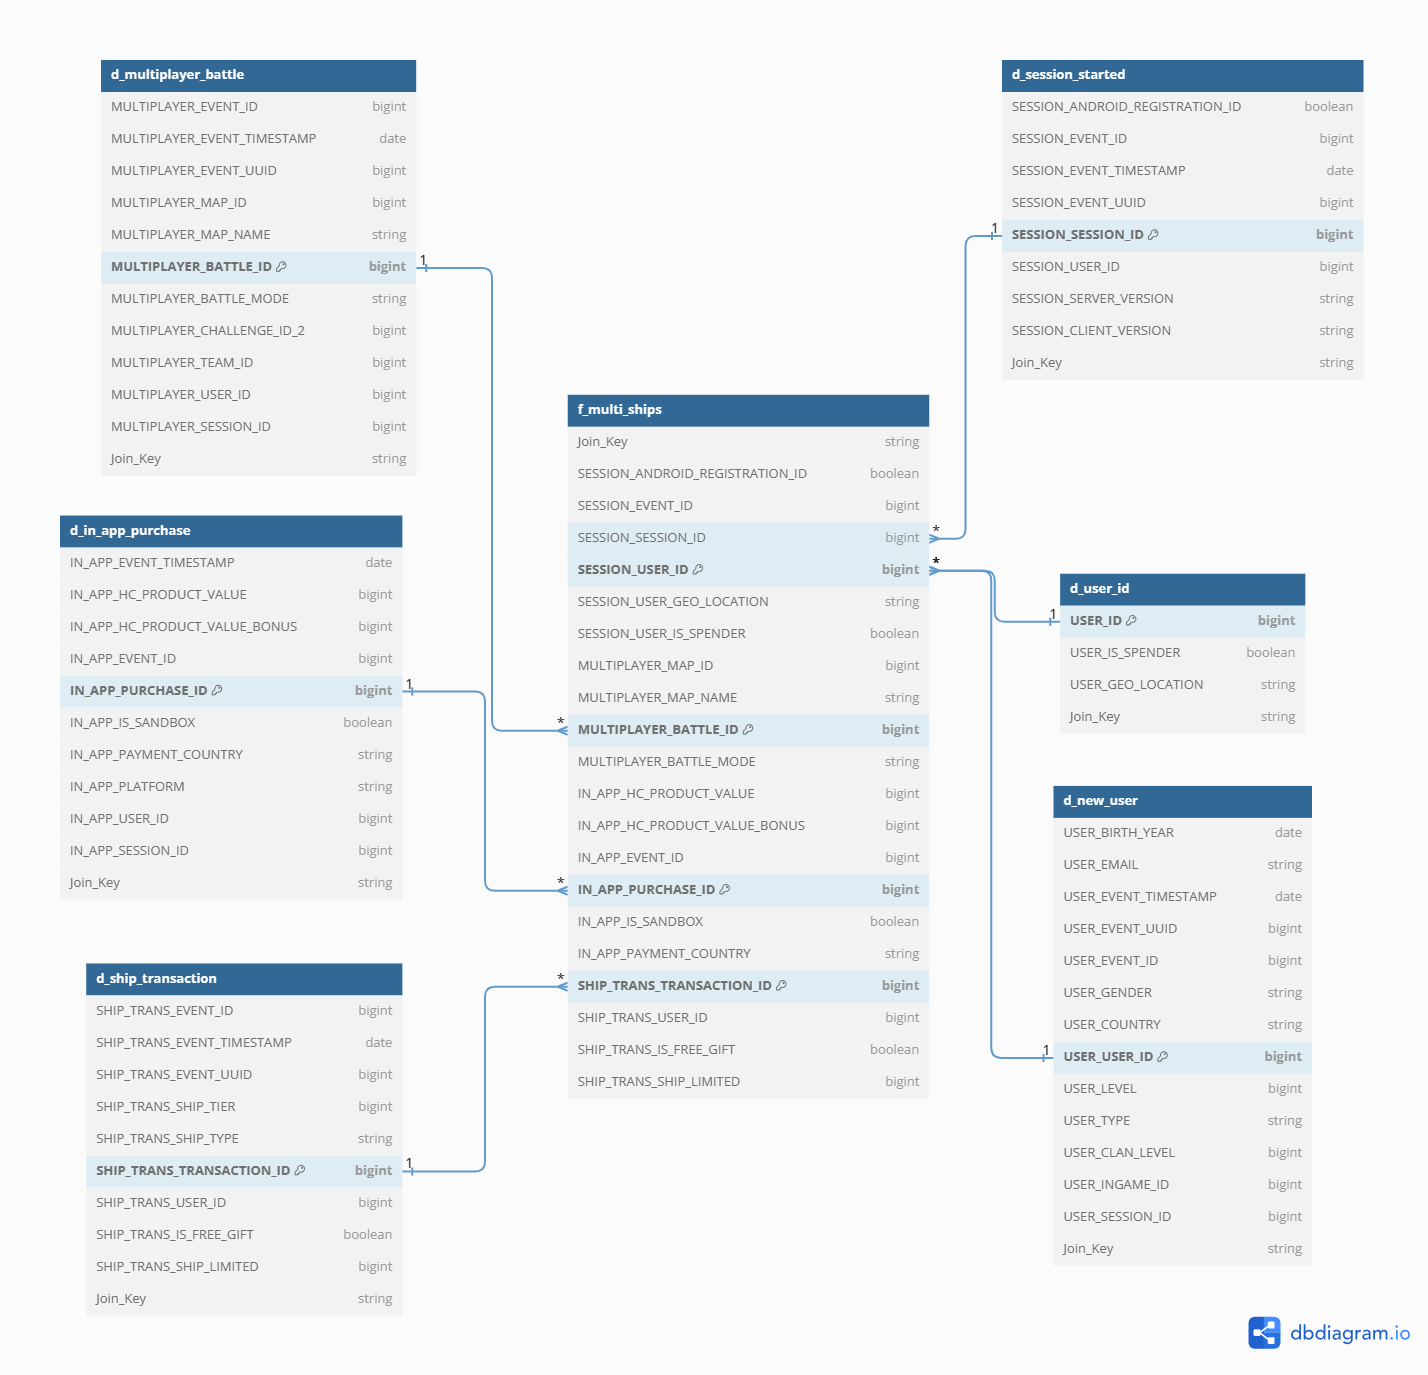 d_multiplayer_battle
MULTIPLAYER_EVENT_ID bigint
MULTIPLAYER_EVENT_TIMESTAMP date
MULTIPLAYER_EVENT_UUID bigint
MULTIPLAYER_MAP_ID bigint
MULTIPLAYER_MAP_NAME string
MULTIPLAYER_BATTLE_ID bigint 1
MULTIPLAYER_BATTLE_MODE string
MULTIPLAYER_CHALLENGE_ID_2 bigint
MULTIPLAYER_TEAM_ID bigint
MULTIPLAYER_USER_ID bigint
MULTIPLAYER_SESSION_ID bigint
Join_Key string
d_in_app_purchase
IN_APP_EVENT_TIMESTAMP date
IN_APP_HC_PRODUCT_VALUE bigint
IN_APP_HC_PRODUCT_VALUE_BONUS bigint
IN_APP_EVENT_ID bigint
IN_APP_PURCHASE_ID bigint 1
IN_APP_IS_SANDBOX boolean
IN_APP_PAYMENT_COUNTRY string
IN_APP_PLATFORM string
IN_APP_USER_ID bigint
IN_APP_SESSION_ID bigint
Join_Key string
d_ship_transaction
SHIP_TRANS_EVENT_ID bigint
SHIP_TRANS_EVENT_TIMESTAMP date
SHIP_TRANS_EVENT_UUID bigint
SHIP_TRANS_SHIP_TIER bigint
SHIP_TRANS_SHIP_TYPE string
SHIP_TRANS_TRANSACTION_ID bigint 1
SHIP_TRANS_USER_ID bigint
SHIP_TRANS_IS_FREE_GIFT boolean
SHIP_TRANS_SHIP_LIMITED bigint
Join_Key string
f_multi_ships
Join_Key string
SESSION_ANDROID_REGISTRATION_ID boolean
SESSION_EVENT_ID bigint
SESSION_SESSION_ID bigint *
SESSION_USER_ID bigint *
SESSION_USER_GEO_LOCATION string
SESSION_USER_IS_SPENDER boolean
MULTIPLAYER_MAP_ID bigint
MULTIPLAYER_MAP_NAME string
* MULTIPLAYER_BATTLE_ID bigint
MULTIPLAYER_BATTLE_MODE string
IN_APP_HC_PRODUCT_VALUE bigint
IN_APP_HC_PRODUCT_VALUE_BONUS bigint
IN_APP_EVENT_ID bigint
* IN_APP_PURCHASE_ID bigint
IN_APP_IS_SANDBOX boolean
IN_APP_PAYMENT_COUNTRY string
* SHIP_TRANS_TRANSACTION_ID bigint
SHIP_TRANS_USER_ID bigint
SHIP_TRANS_IS_FREE_GIFT boolean
SHIP_TRANS_SHIP_LIMITED bigint
d_session_started
SESSION_ANDROID_REGISTRATION_ID boolean
SESSION_EVENT_ID bigint
SESSION_EVENT_TIMESTAMP date
SESSION_EVENT_UUID bigint
1 SESSION_SESSION_ID bigint
SESSION_USER_ID bigint
SESSION_SERVER_VERSION string
SESSION_CLIENT_VERSION string
Join_Key string
d_user_id
1 USER_ID bigint
USER_IS_SPENDER boolean
USER_GEO_LOCATION string
Join_Key string
d_new_user
USER_BIRTH_YEAR date
USER_EMAIL string
USER_EVENT_TIMESTAMP date
USER_EVENT_UUID bigint
USER_EVENT_ID bigint
USER_GENDER string
USER_COUNTRY string
1 USER_USER_ID bigint
USER_LEVEL bigint
USER_TYPE string
USER_CLAN_LEVEL bigint
USER_INGAME_ID bigint
USER_SESSION_ID bigint
Join_Key string
dbdiagram.io